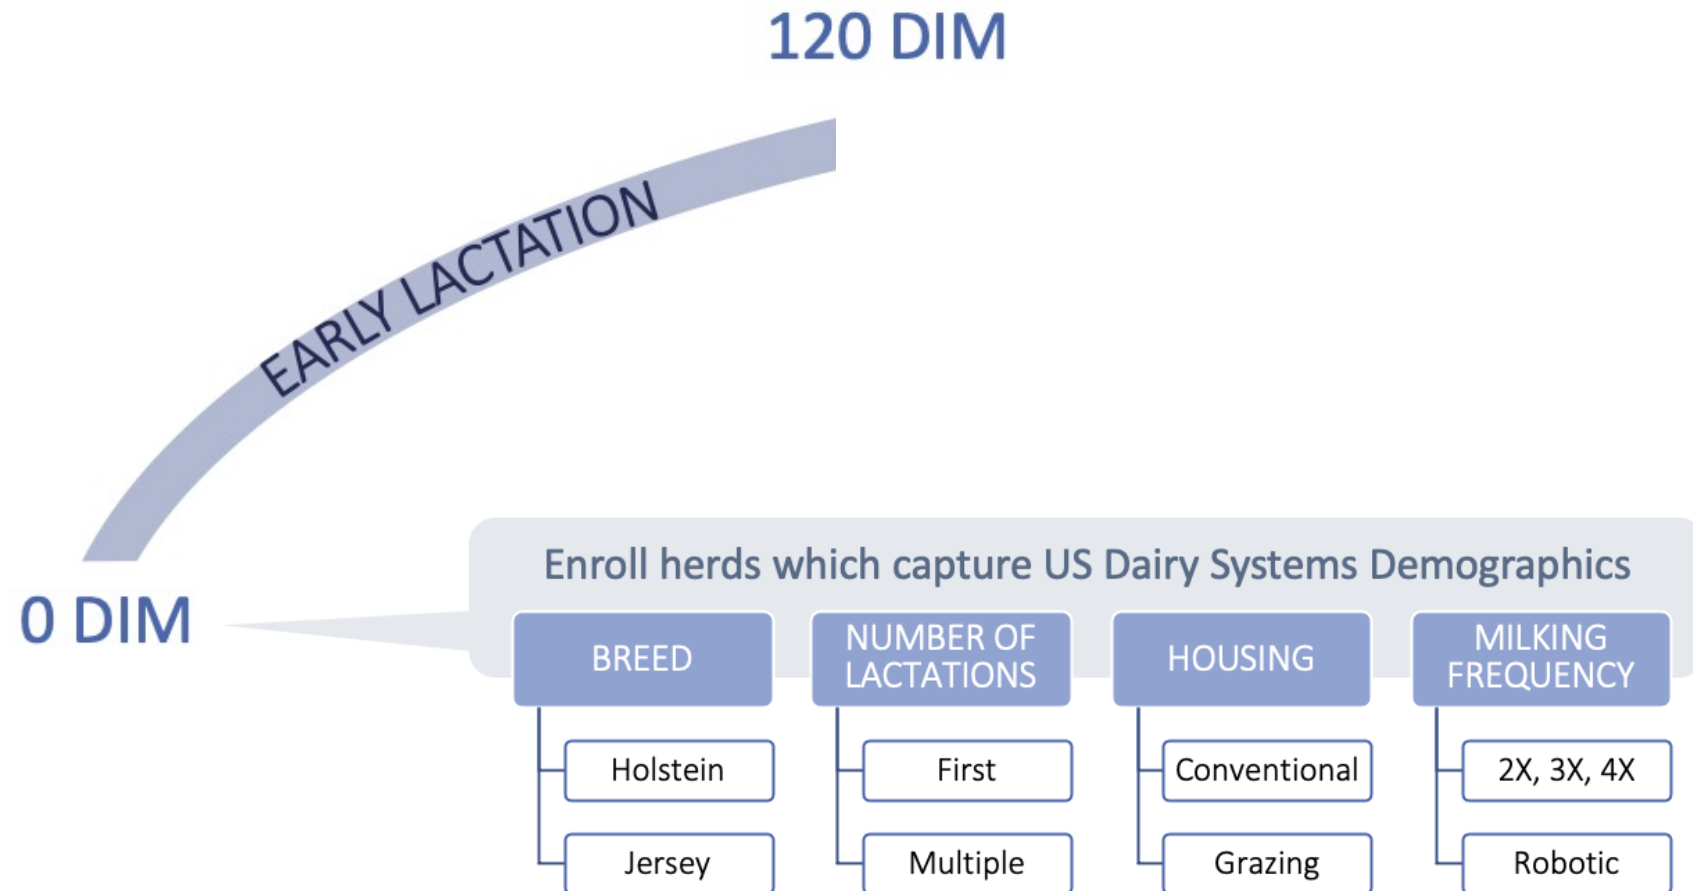 120 DIM
EARLY LACTATION
0 DIM
Enroll herds which capture US Dairy Systems Demographics
BREED
Holstein
Jersey
NUMBER OF
LACTATIONS
First
Multiple
HOUSING
Conventional
Grazing
MILKING
FREQUENCY
2X, 3X, 4X
Robotic